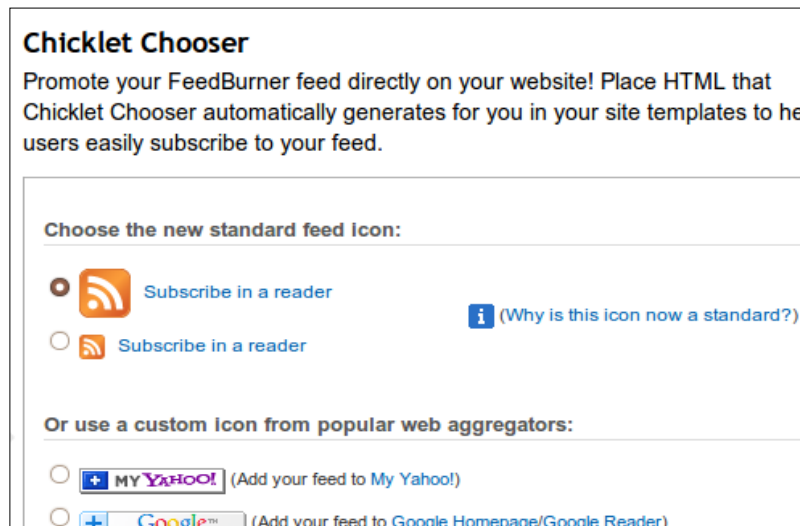 Chicklet Chooser
Promote your FeedBurner feed directly on your website! Place HTML that
Chicklet Chooser automatically generates for you in your site templates to he
users easily subscribe to your feed.
Choose the new standard feed icon:
Subscribe in a reader
(Why is this icon now a standard?)
Subscribe in a reader
Or use a custom icon from popular web aggregators:
MY YAHOO! (Add your feed to My Yahoo!)
Google™ (Add your feed to Google Homepage/Google Reader)